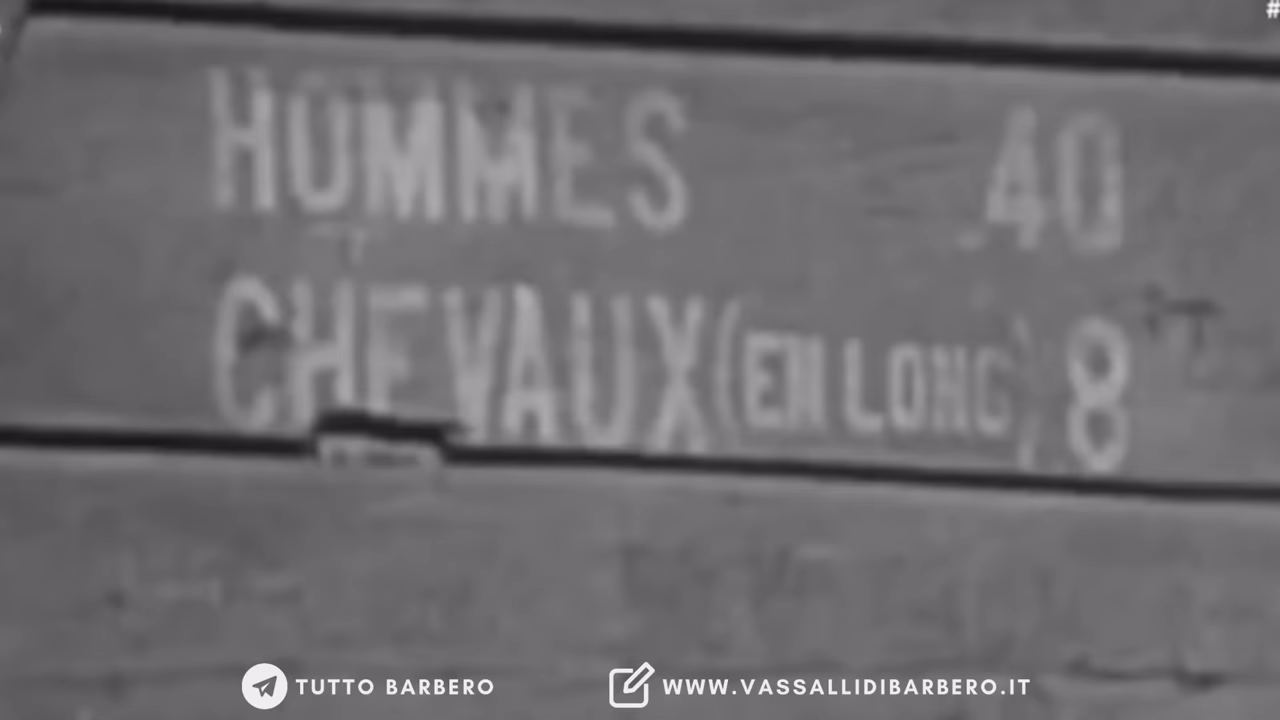 #
HOMMES 40
CHEVAUX (EN LONG) 8
TUTTO BARBERO
WWW.VASSALLIDIBARBERO.IT